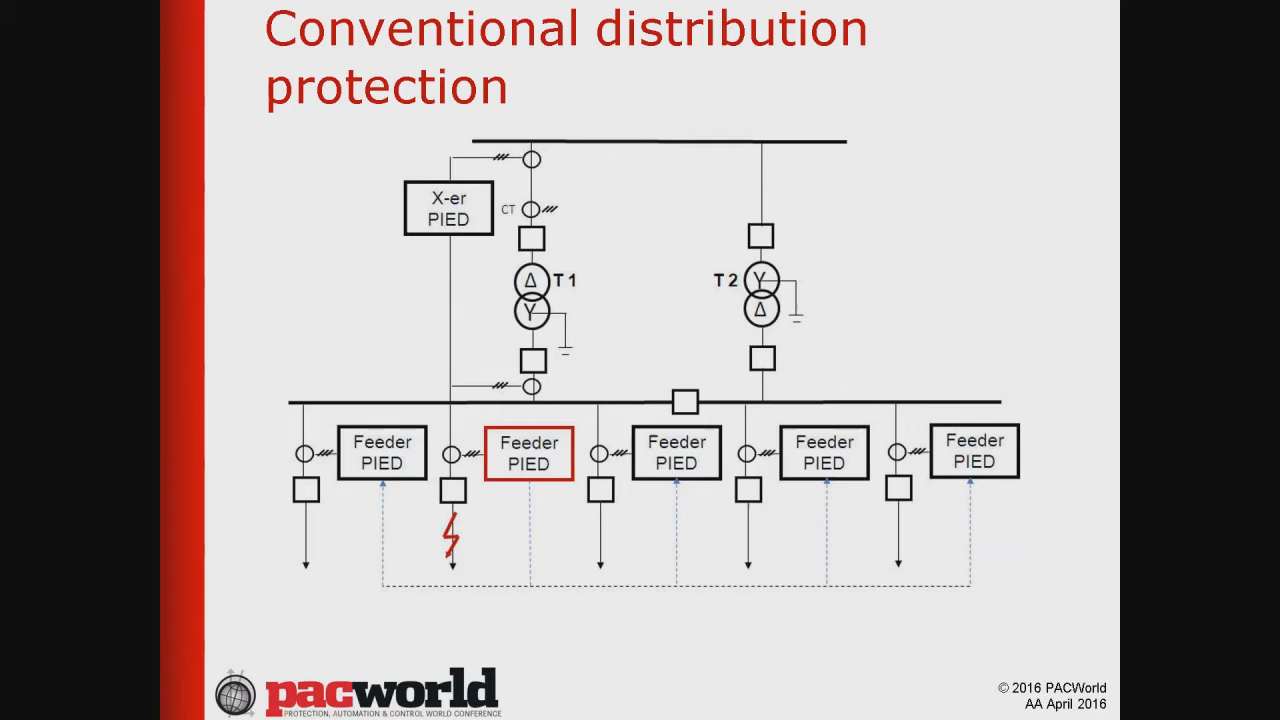 Conventional distribution
protection
X-er
PIED
CT
Δ
T 1
Y
T 2
Y
Δ
Feeder
PIED
Feeder
PIED
Feeder
PIED
Feeder
PIED
Feeder
PIED
pacworld
PROTECTION, AUTOMATION & CONTROL WORLD CONFERENCE
© 2016 PACWorld
AA April 2016